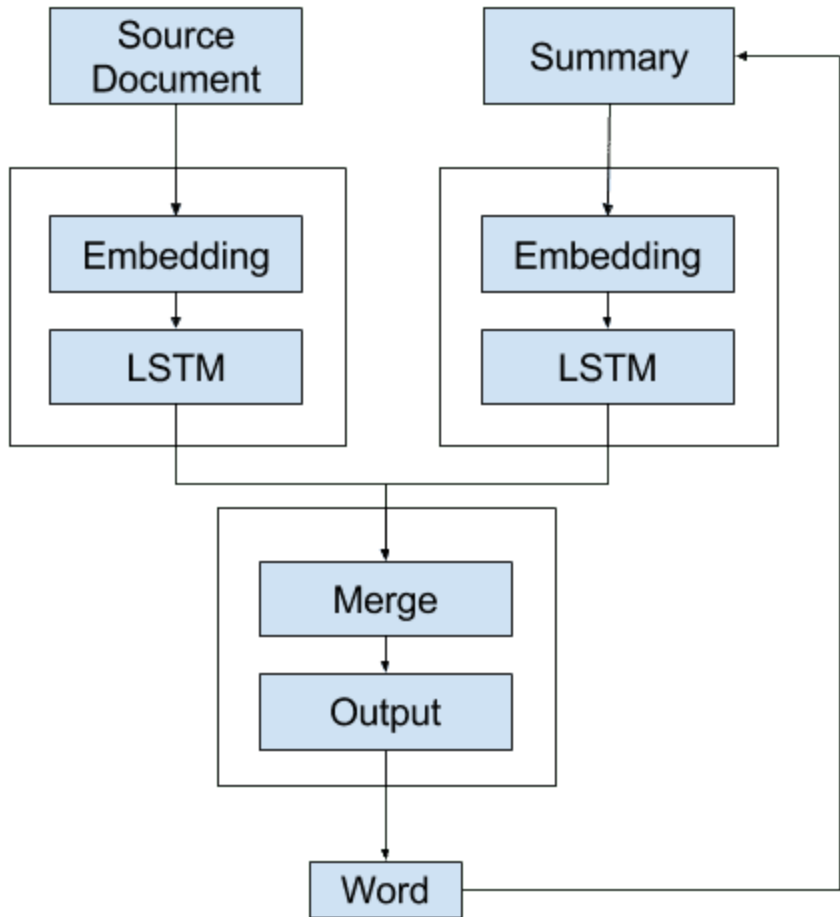 Source
Document
Summary
Embedding
Embedding
LSTM
LSTM
Merge
Output
Word